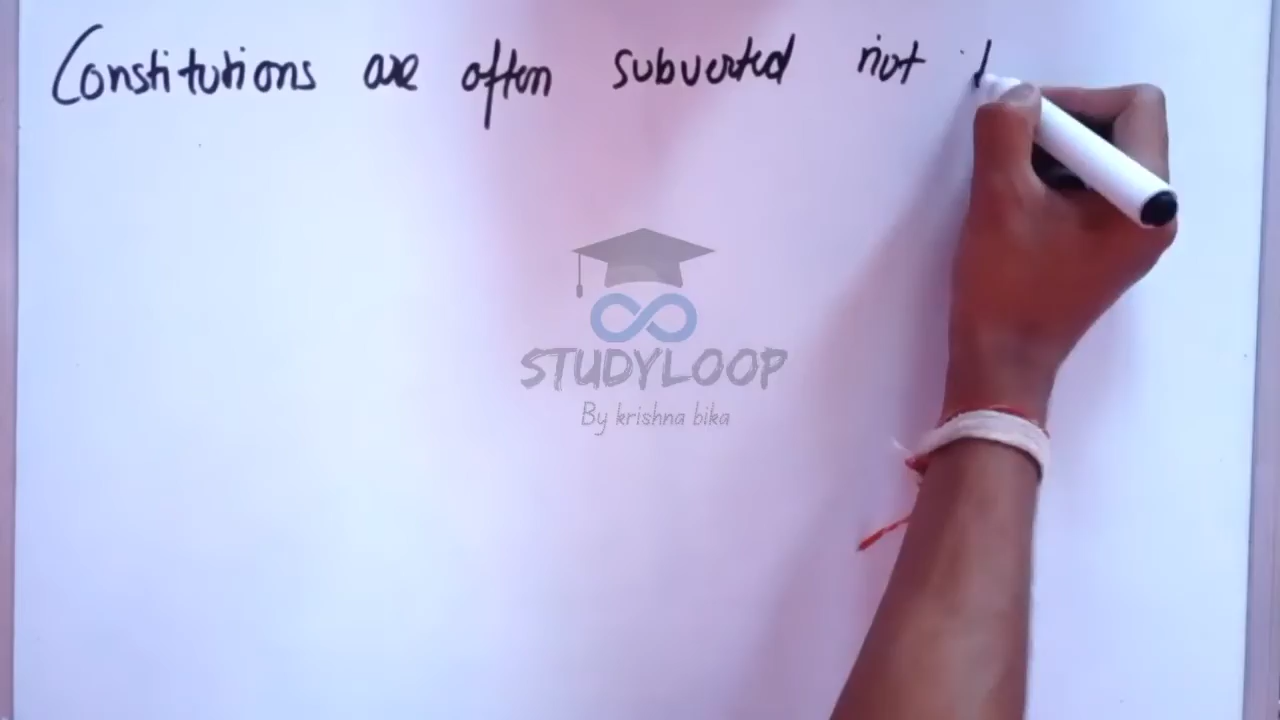 Constitutions are often subverted not
STUDYLOOP
By krishna bika